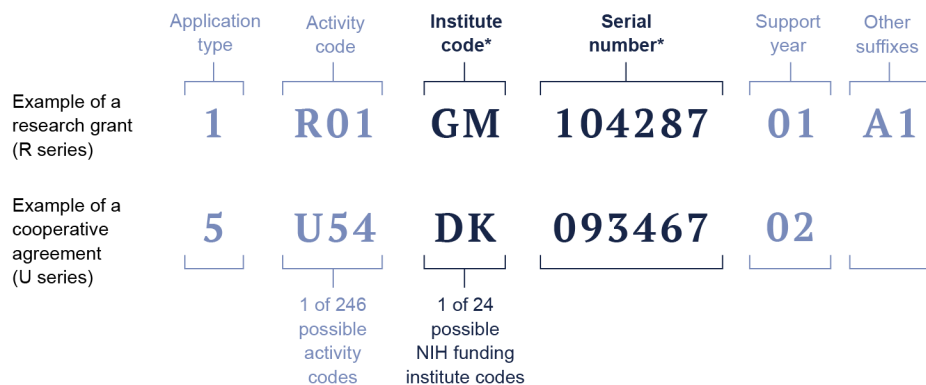 Application type
Activity code
Institute code*
Serial number*
Support year
Other suffixes
Example of a research grant (R series)
1 R01 GM 104287 01 A1
Example of a cooperative agreement (U series)
5 U54 DK 093467 02
1 of 246 possible activity codes
1 of 24 possible NIH funding institute codes